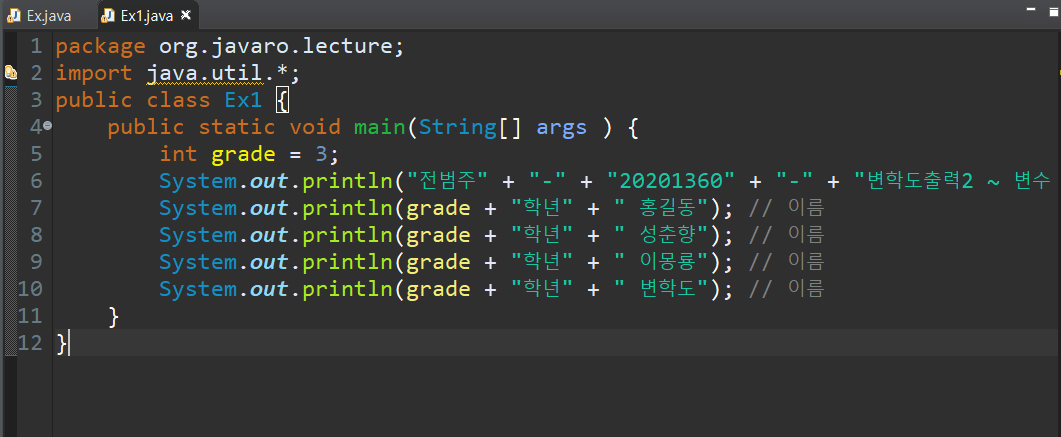 Ex.java Ex1.java
1 package org.javaro.lecture;
2 import java.util.*;
3 public class Ex1 {
4 public static void main(String[] args ) {
5 int grade = 3;
6 System.out.println("전범주" + "-" + "20201360" + "-" + "변학도출력2 ~ 변수
7 System.out.println(grade + "학년" + " 홍길동"); // 이름
8 System.out.println(grade + "학년" + " 성춘향"); // 이름
9 System.out.println(grade + "학년" + " 이몽룡"); // 이름
10 System.out.println(grade + "학년" + " 변학도"); // 이름
11 }
12 }